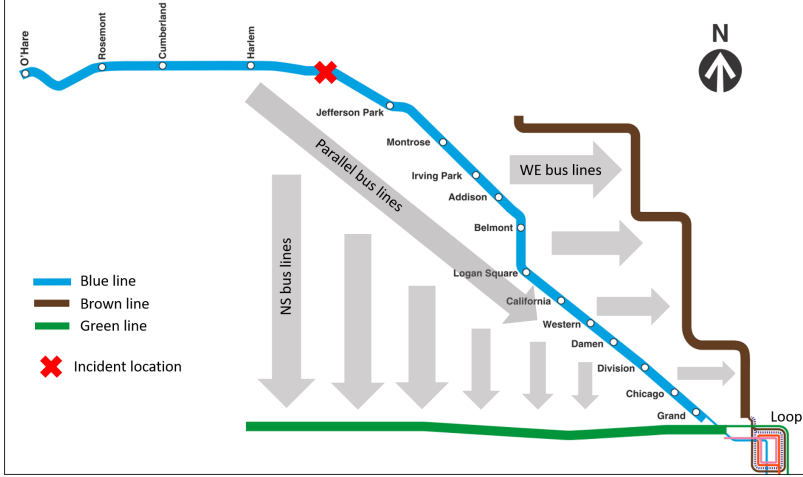 O'Hare
Rosemont
Cumberland
Harlem
N
Jefferson Park
Montrose
Irving Park
Addison
Belmont
Logan Square
California
Western
Damen
Division
Chicago
Grand
Loop
Parallel bus lines
WE bus lines
NS bus lines
Blue line
Brown line
Green line
Incident location